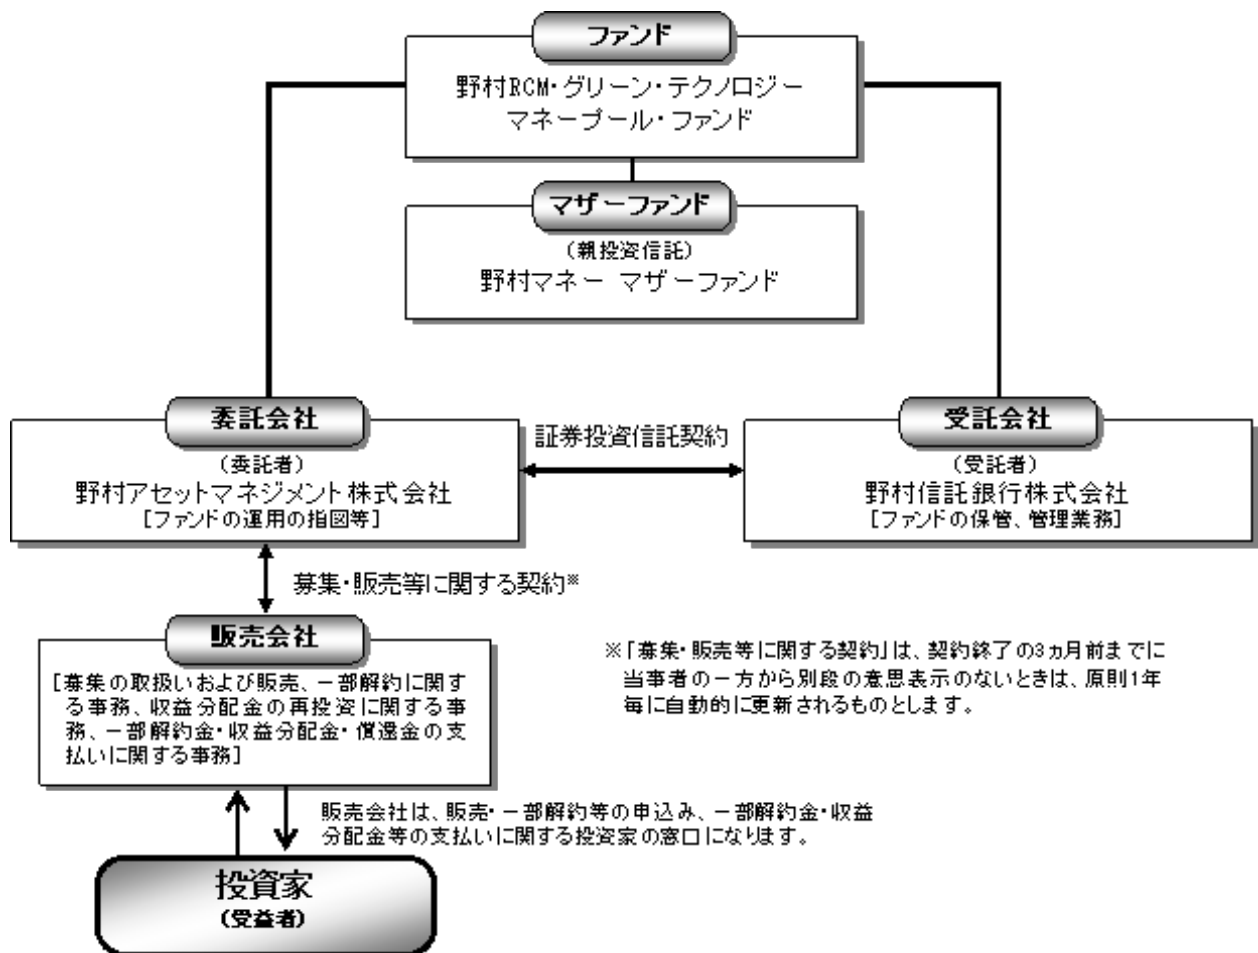 ファンド
野村RCM・グリーン・テクノロジー
マネープール・ファンド
マザーファンド
(親投資信託)
野村マネー マザーファンド
委託会社
(委託者)
野村アセットマネジメント株式会社
[ファンドの運用の指図等]
証券投資信託契約
受託会社
(受託者)
野村信託銀行株式会社
[ファンドの保管、管理業務]
募集・販売等に関する契約※
販売会社
[募集の取扱いおよび販売、一部解約に関す
る事務、収益分配金の再投資に関する事
務、一部解約金・収益分配金・償還金の支
払いに関する事務]
※「募集・販売等に関する契約」は、契約終了の3ヵ月前までに
当事者の一方から別段の意思表示のないときは、原則1年
毎に自動的に更新されるものとします。
販売会社は、販売・一部解約等の申込み、一部解約金・収益
分配金等の支払いに関する投資家の窓口になります。
投資家
(受益者)